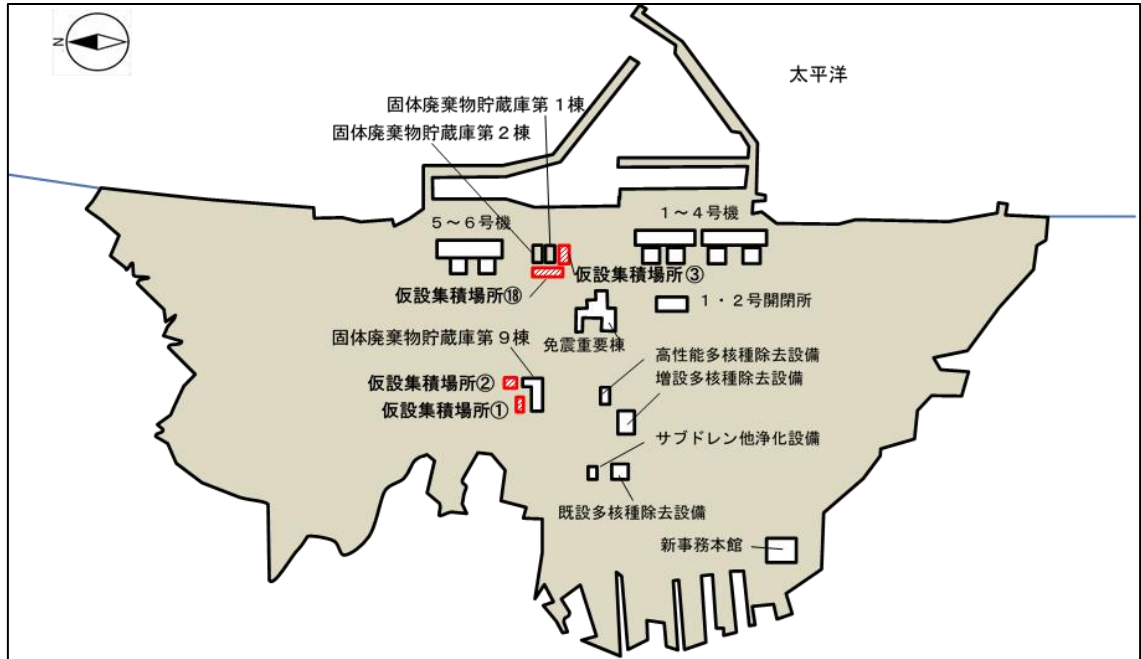 N
太平洋
固体廃棄物貯蔵庫第１棟
固体廃棄物貯蔵庫第２棟
５～６号機
１～４号機
仮設集積場所③
仮設集積場所⑱
１・２号開閉所
固体廃棄物貯蔵庫第９棟
免震重要棟
高性能多核種除去設備
増設多核種除去設備
仮設集積場所②
仮設集積場所①
サブドレン他浄化設備
既設多核種除去設備
新事務本館